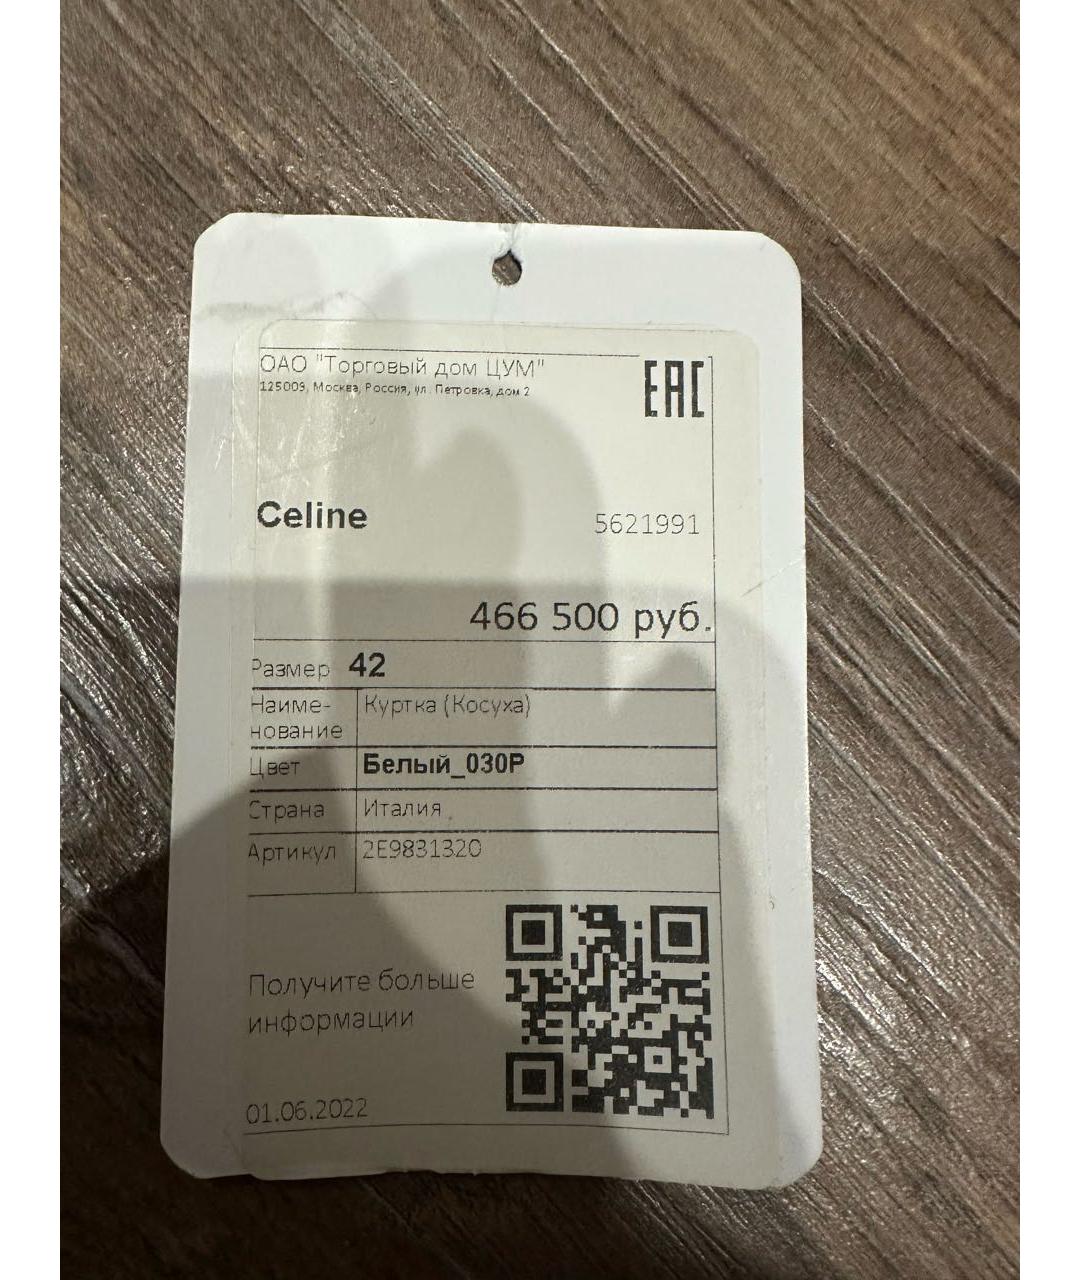 ОАО "Торговый дом ЦУМ"
125009, Москва, Россия, ул. Петровка, дом 2
EAC
Celine
5621991
466 500 руб.
Размер 42
Наиме-
нование
Куртка (Косуха)
Цвет Белый_030P
Страна Италия
Артикул 2E9831320
Получите больше
информации
01.06.2022